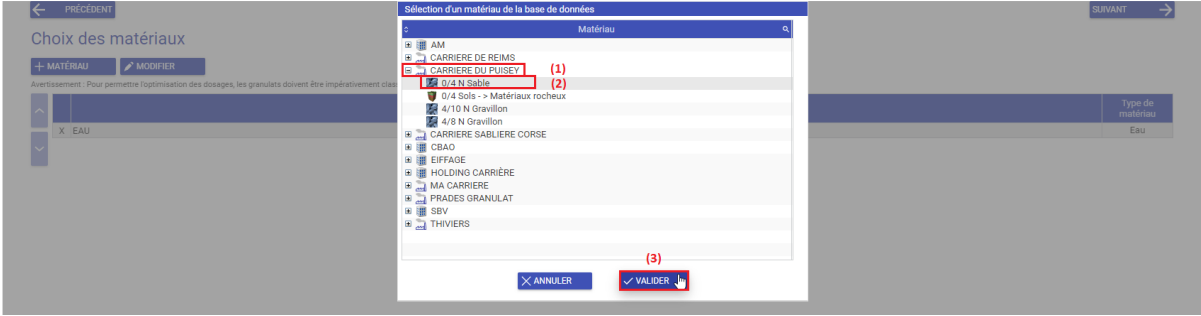 PRÉCÉDENT
SUIVANT
Choix des matériaux
MATÉRIAU
MODIFIER
Avertissement : Pour permettre l'optimisation des dosages, les granulats doivent être impérativement clas
Type de
matériau
X EAU
Eau
Sélection d'un matériau de la base de données
Matériau
AM
CARRIERE DE REIMS
CARRIERE DU PUISEY (1)
0/4 N Sable (2)
0/4 Sols - > Matériaux rocheux
4/10 N Gravillon
4/8 N Gravillon
CARRIERE SABLIERE CORSE
CBAO
EIFFAGE
HOLDING CARRIÈRE
MA CARRIERE
PRADES GRANULAT
SBV
THIVIERS
(3)
ANNULER
VALIDER